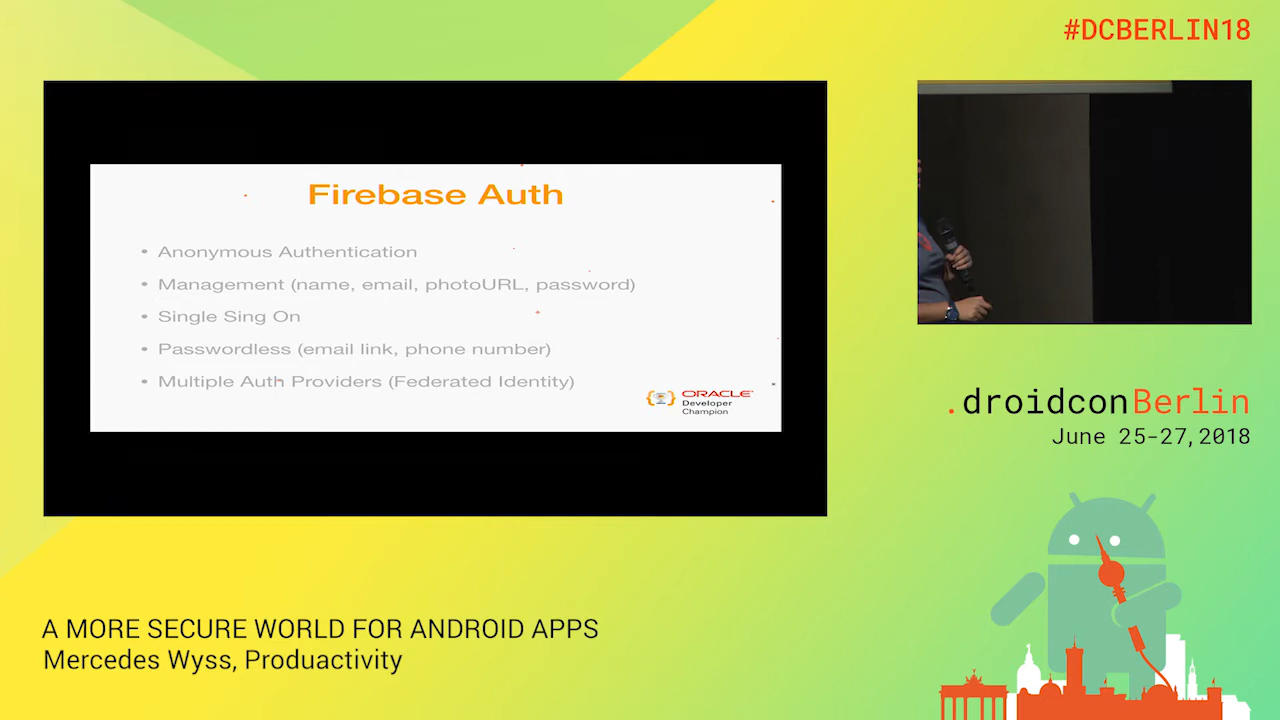 #DCBERLIN18
Firebase Auth
• Anonymous Authentication
• Management (name, email, photoURL, password)
• Single Sing On
• Passwordless (email link, phone number)
• Multiple Auth Providers (Federated Identity)
ORACLE
Developer
Champion
.droidconBerlin
June 25-27,2018
A MORE SECURE WORLD FOR ANDROID APPS
Mercedes Wyss, Produactivity